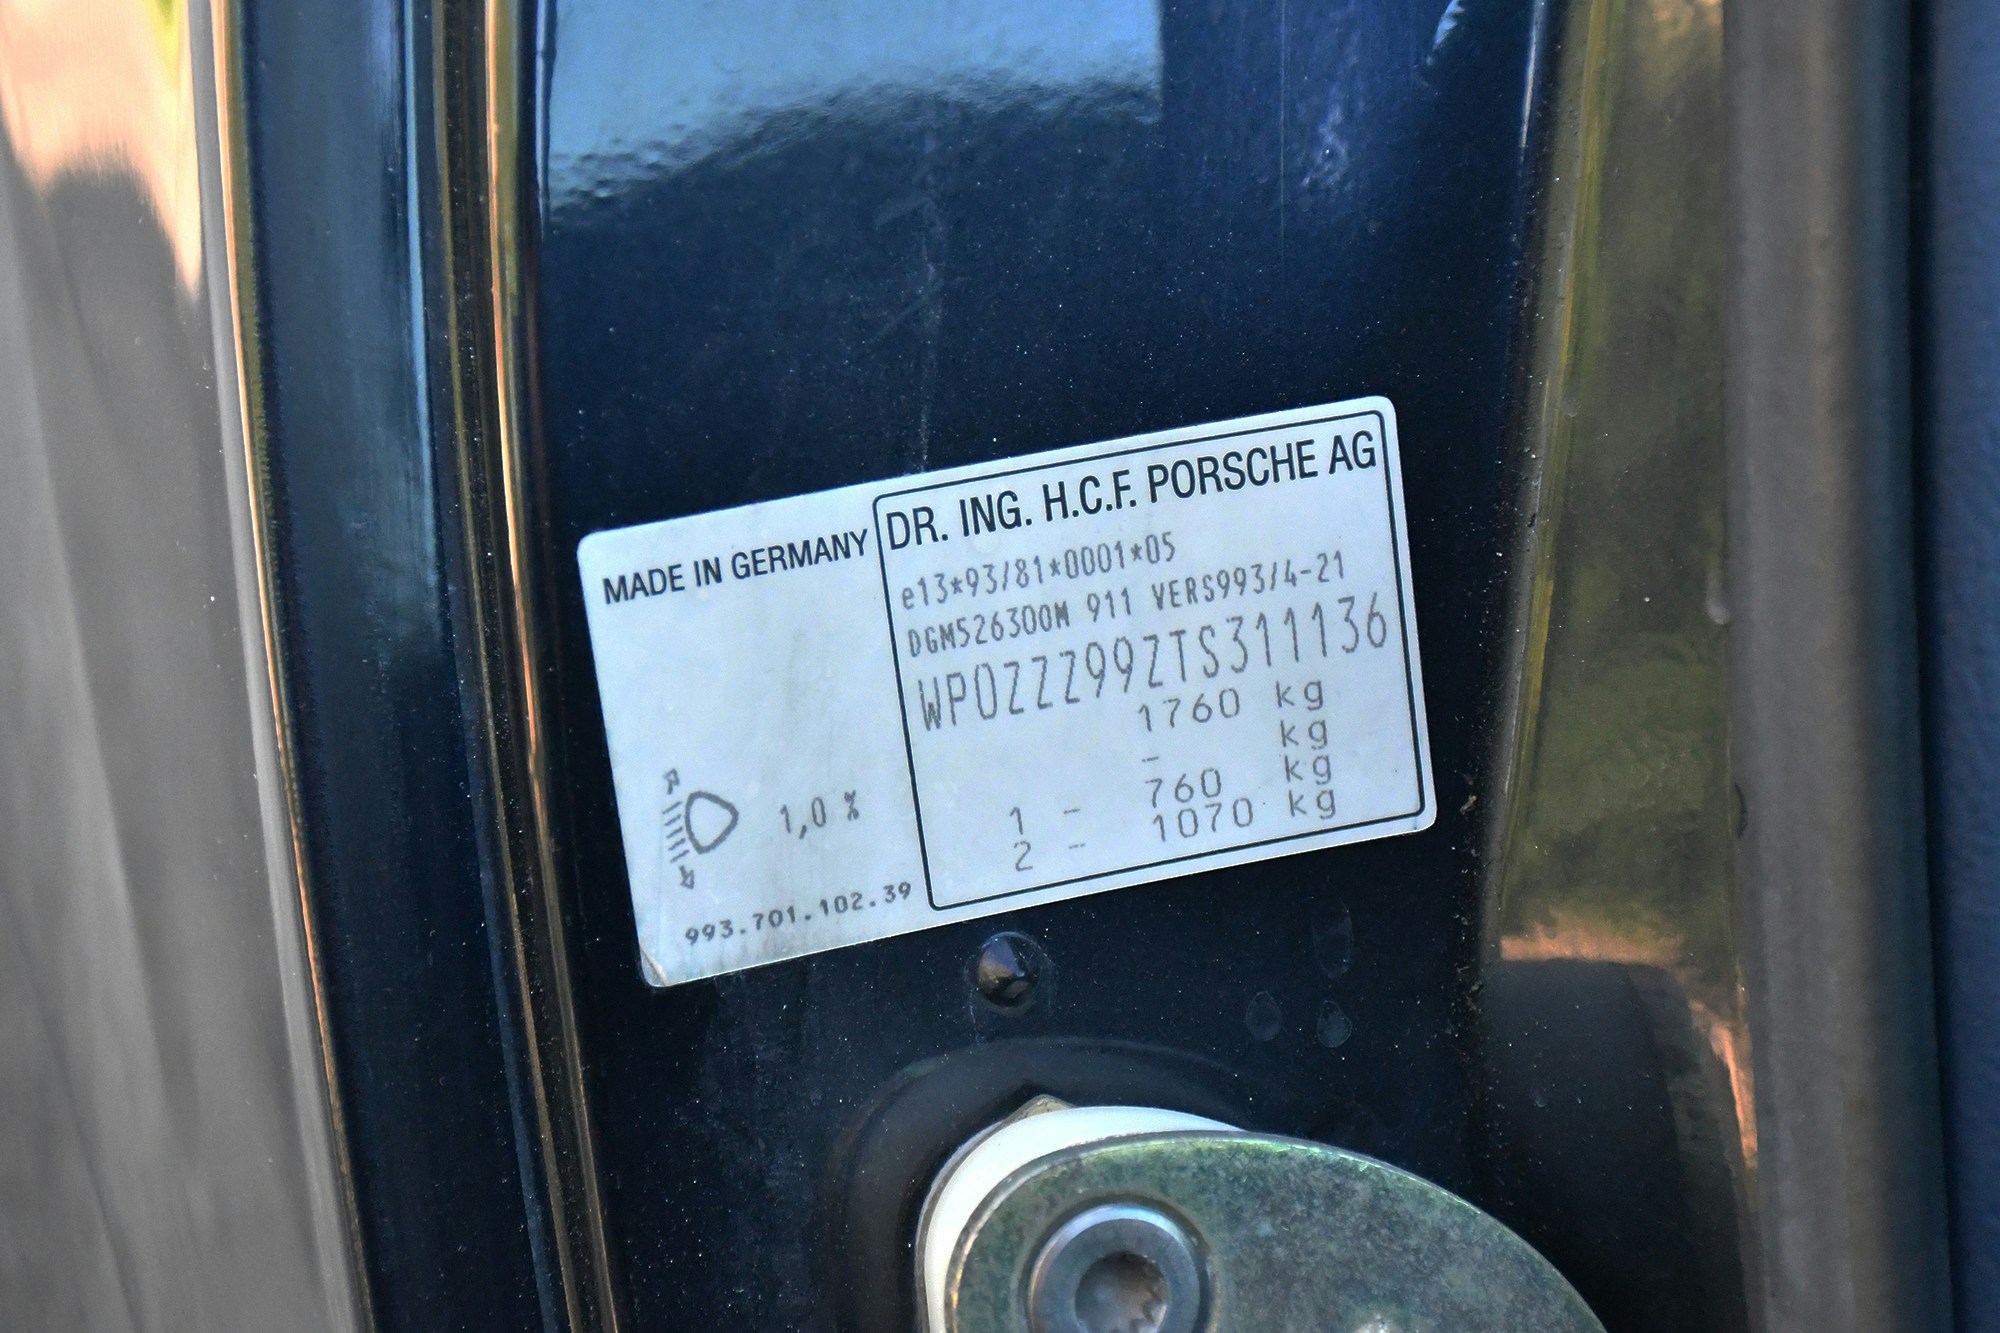 MADE IN GERMANY
1,0 %
993.701.102.39
DR. ING. H.C.F. PORSCHE AG
e13*93/81*0001*05
DGM526300M 911 VERS993/4-21
WP0ZZZ99ZTS311136
1760 kg
- kg
1 - 760 kg
2 - 1070 kg